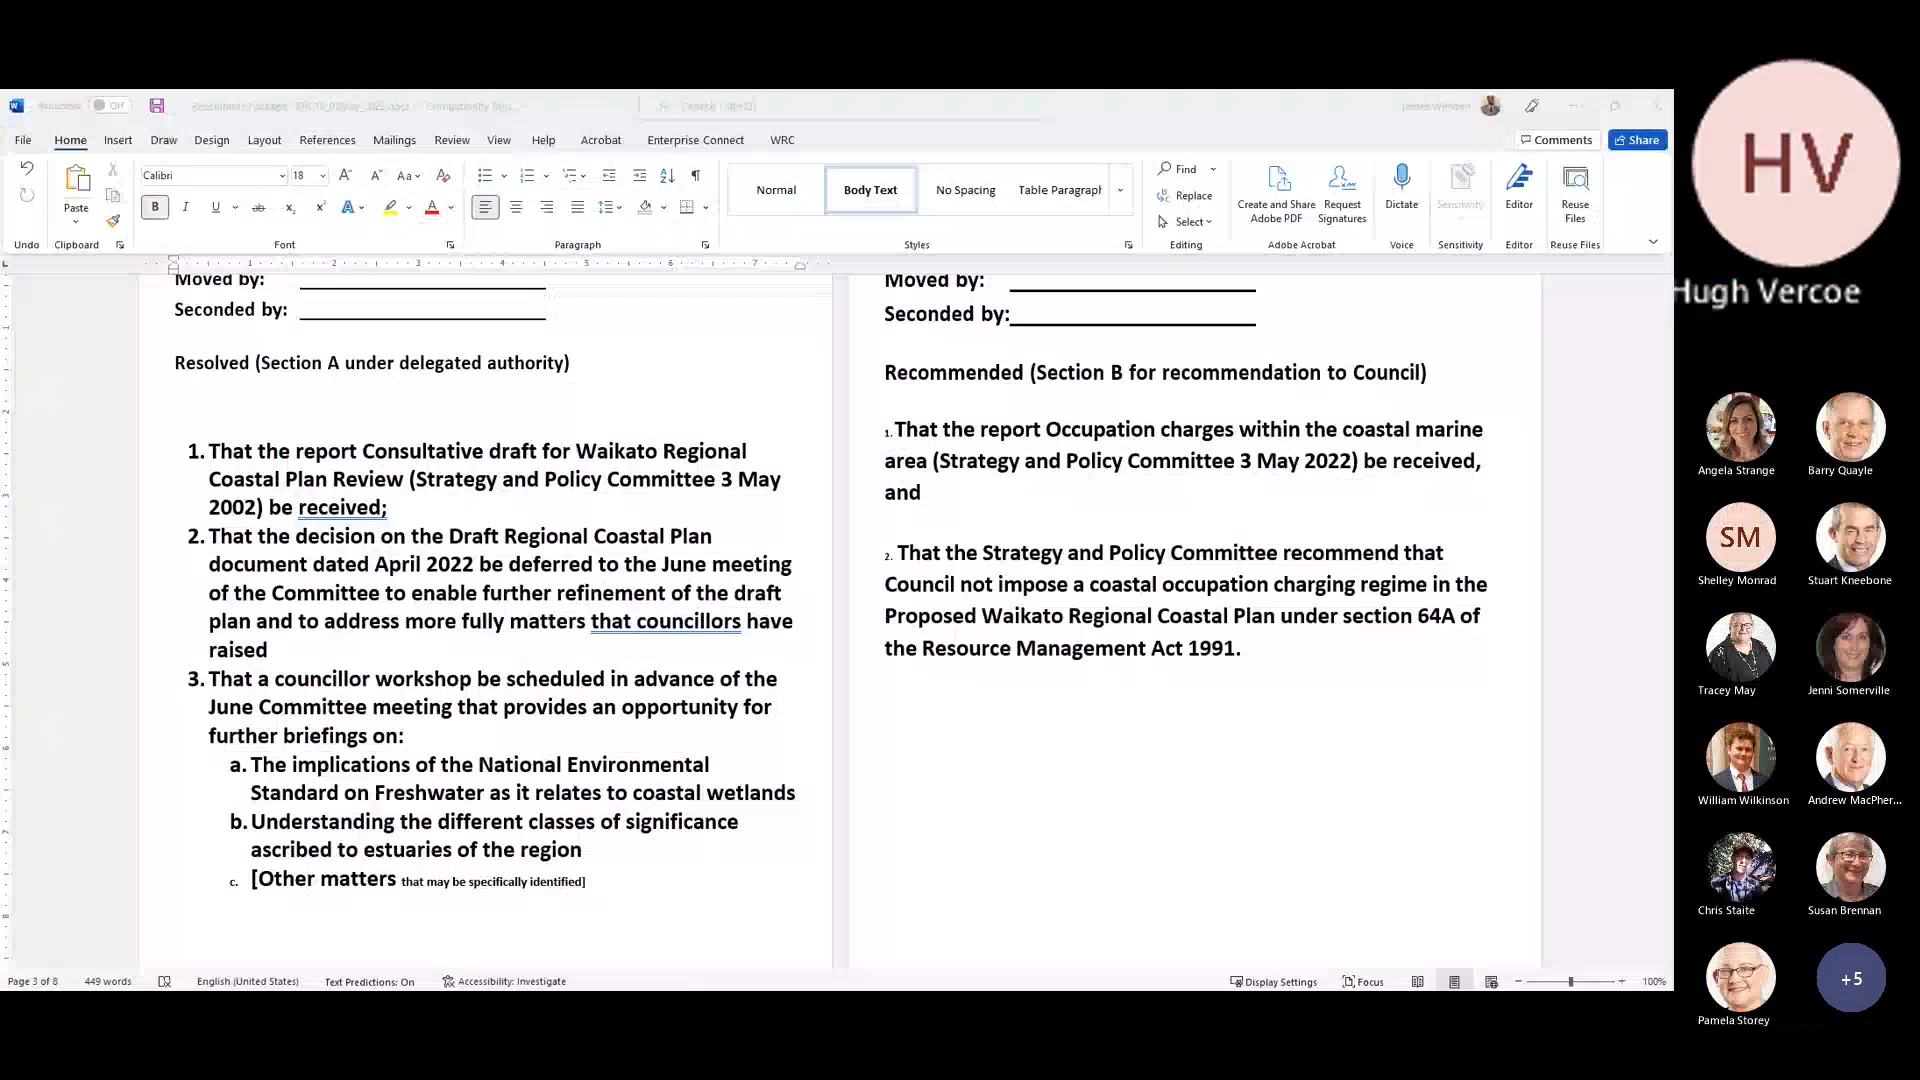 Off
File Home Insert Draw Design Layout References Mailings Review View Help Acrobat Enterprise Connect WRC
Comments Share
Calibri 18
Paste
Normal Body Text No Spacing Table Paragraph
Find
Replace
Select
Create and Share Adobe PDF
Request Signatures
Dictate
Sensitivity
Editor
Reuse Files
Undo Clipboard Font Paragraph Styles Editing Adobe Acrobat Voice Sensitivity Editor Reuse Files
Moved by:
Seconded by:
Resolved (Section A under delegated authority)
1. That the report Consultative draft for Waikato Regional
Coastal Plan Review (Strategy and Policy Committee 3 May
2002) be received;
2. That the decision on the Draft Regional Coastal Plan
document dated April 2022 be deferred to the June meeting
of the Committee to enable further refinement of the draft
plan and to address more fully matters that councillors have
raised
3. That a councillor workshop be scheduled in advance of the
June Committee meeting that provides an opportunity for
further briefings on:
a. The implications of the National Environmental
Standard on Freshwater as it relates to coastal wetlands
b. Understanding the different classes of significance
ascribed to estuaries of the region
c. [Other matters that may be specifically identified]
Moved by:
Seconded by:
Recommended (Section B for recommendation to Council)
1. That the report Occupation charges within the coastal marine
area (Strategy and Policy Committee 3 May 2022) be received,
and
2. That the Strategy and Policy Committee recommend that
Council not impose a coastal occupation charging regime in the
Proposed Waikato Regional Coastal Plan under section 64A of
the Resource Management Act 1991.
Page 3 of 8 449 words English (United States) Text Predictions: On Accessibility: Investigate Display Settings Focus 100%
HV
Hugh Vercoe
Angela Strange Barry Quayle
SM
Shelley Monrad Stuart Kneebone
Tracey May Jenni Somerville
William Wilkinson Andrew MacPher...
Chris Staite Susan Brennan
+5
Pamela Storey